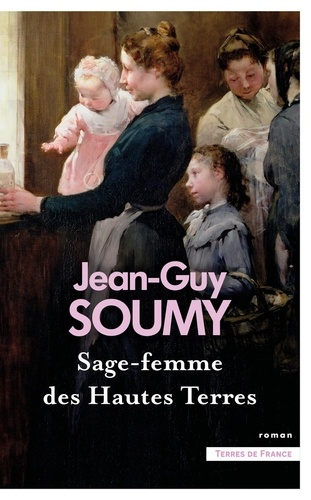 Jean-Guy
SOUMY
Sage-femme
des Hautes Terres
roman
TERRES DE FRANCE